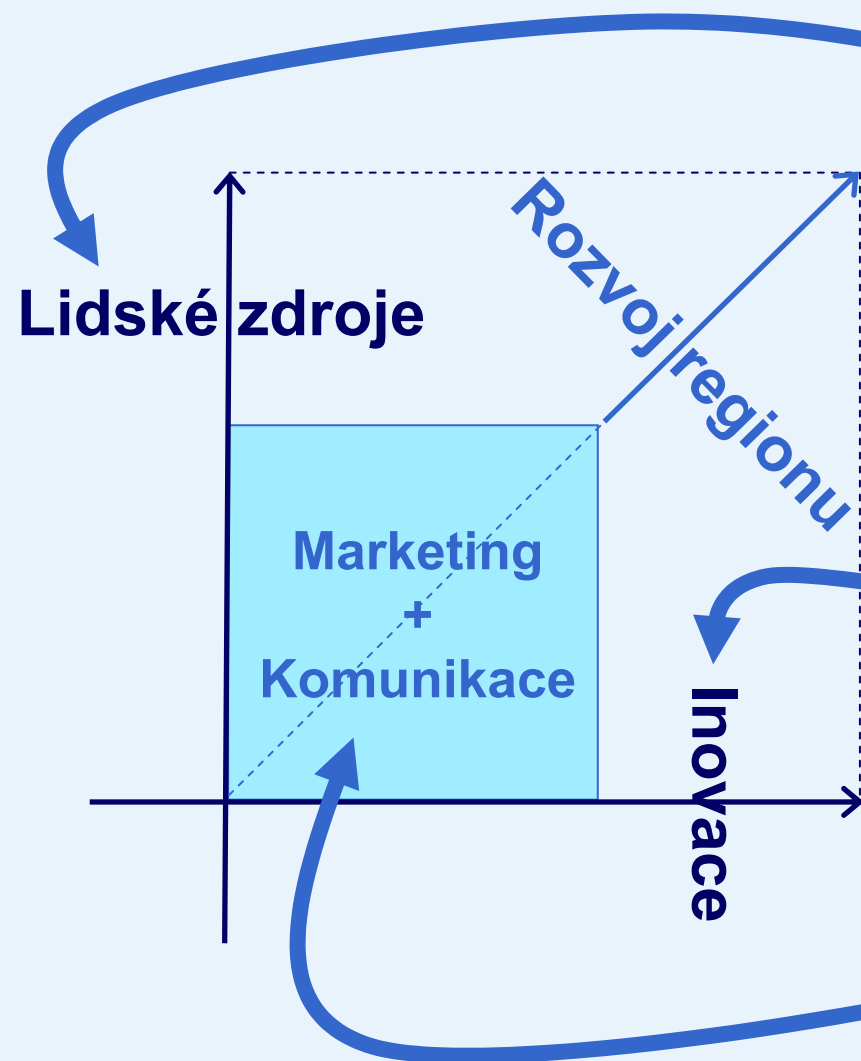 Lidské zdroje
Rozvoj regionu
Marketing
+
Komunikace
Inovace